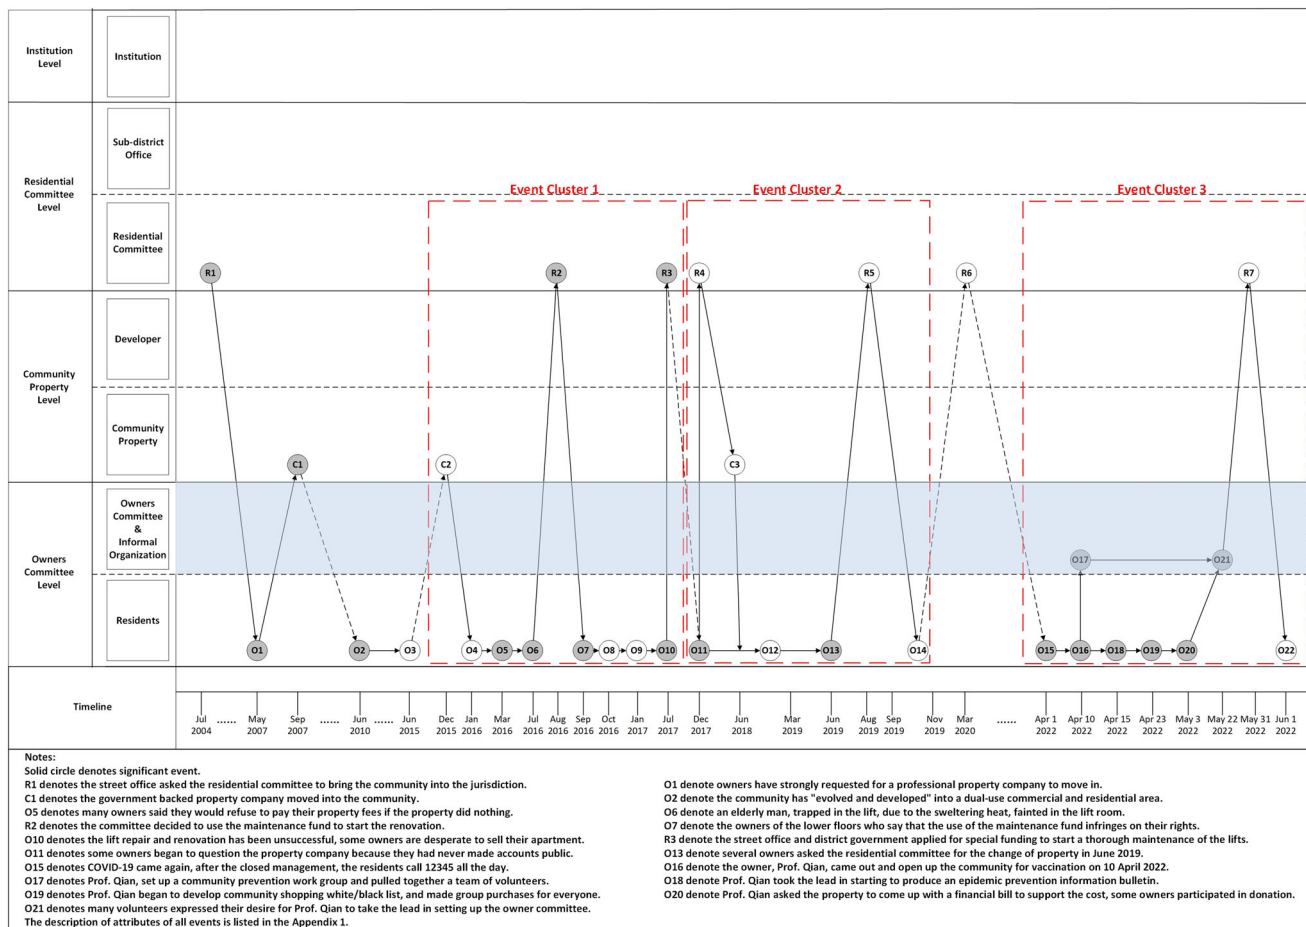 Institution
Level
Institution
Residential
Committee
Level
Sub-district
Office
Residential
Committee
Community
Property
Level
Developer
Community
Property
Owners
Committee
Level
Owners
Committee
&
Informal
Organization
Residents
Event Cluster 1
Event Cluster 2
Event Cluster 3
R1
R2
R3
R4
R5
R6
R7
C1
C2
C3
O17
O21
O1
O2
O3
O4
O5
O6
O7
O8
O9
O10
O11
O12
O13
O14
O15
O16
O18
O19
O20
O22
Timeline
Jul
2004
......
May
2007
Sep
2007
......
Jun
2010
......
Jun
2015
Dec
2015
Jan
2016
Mar
2016
Jul
2016
Aug
2016
Sep
2016
Oct
2016
Jan
2017
Jul
2017
Dec
2017
Jun
2018
Mar
2019
Jun
2019
Aug
2019
Sep
2019
Nov
2019
Mar
2020
......
Apr 1
2022
Apr 10
2022
Apr 15
2022
Apr 23
2022
May 3
2022
May 22
2022
May 31
2022
Jun 1
2022
Notes:
Solid circle denotes significant event.
R1 denotes the street office asked the residential committee to bring the community into the jurisdiction.
C1 denotes the government backed property company moved into the community.
O5 denotes many owners said they would refuse to pay their property fees if the property did nothing.
R2 denotes the committee decided to use the maintenance fund to start the renovation.
O10 denotes the lift repair and renovation has been unsuccessful, some owners are desperate to sell their apartment.
O11 denotes some owners began to question the property company because they had never made accounts public.
O15 denotes COVID-19 came again, after the closed management, the residents call 12345 all the day.
O17 denotes Prof. Qian, set up a community prevention work group and pulled together a team of volunteers.
O19 denotes Prof. Qian began to develop community shopping white/black list, and made group purchases for everyone.
O21 denotes many volunteers expressed their desire for Prof. Qian to take the lead in setting up the owner committee.
The description of attributes of all events is listed in the Appendix 1.
O1 denote owners have strongly requested for a professional property company to move in.
O2 denote the community has "evolved and developed" into a dual-use commercial and residential area.
O6 denote an elderly man, trapped in the lift, due to the sweltering heat, fainted in the lift room.
O7 denote the owners of the lower floors who say that the use of the maintenance fund infringes on their rights.
R3 denote the street office and district government applied for special funding to start a thorough maintenance of the lifts.
O13 denote several owners asked the residential committee for the change of property in June 2019.
O16 denote the owner, Prof. Qian, came out and open up the community for vaccination on 10 April 2022.
O18 denote Prof. Qian took the lead in starting to produce an epidemic prevention information bulletin.
O20 denote Prof. Qian asked the property to come up with a financial bill to support the cost, some owners participated in donation.